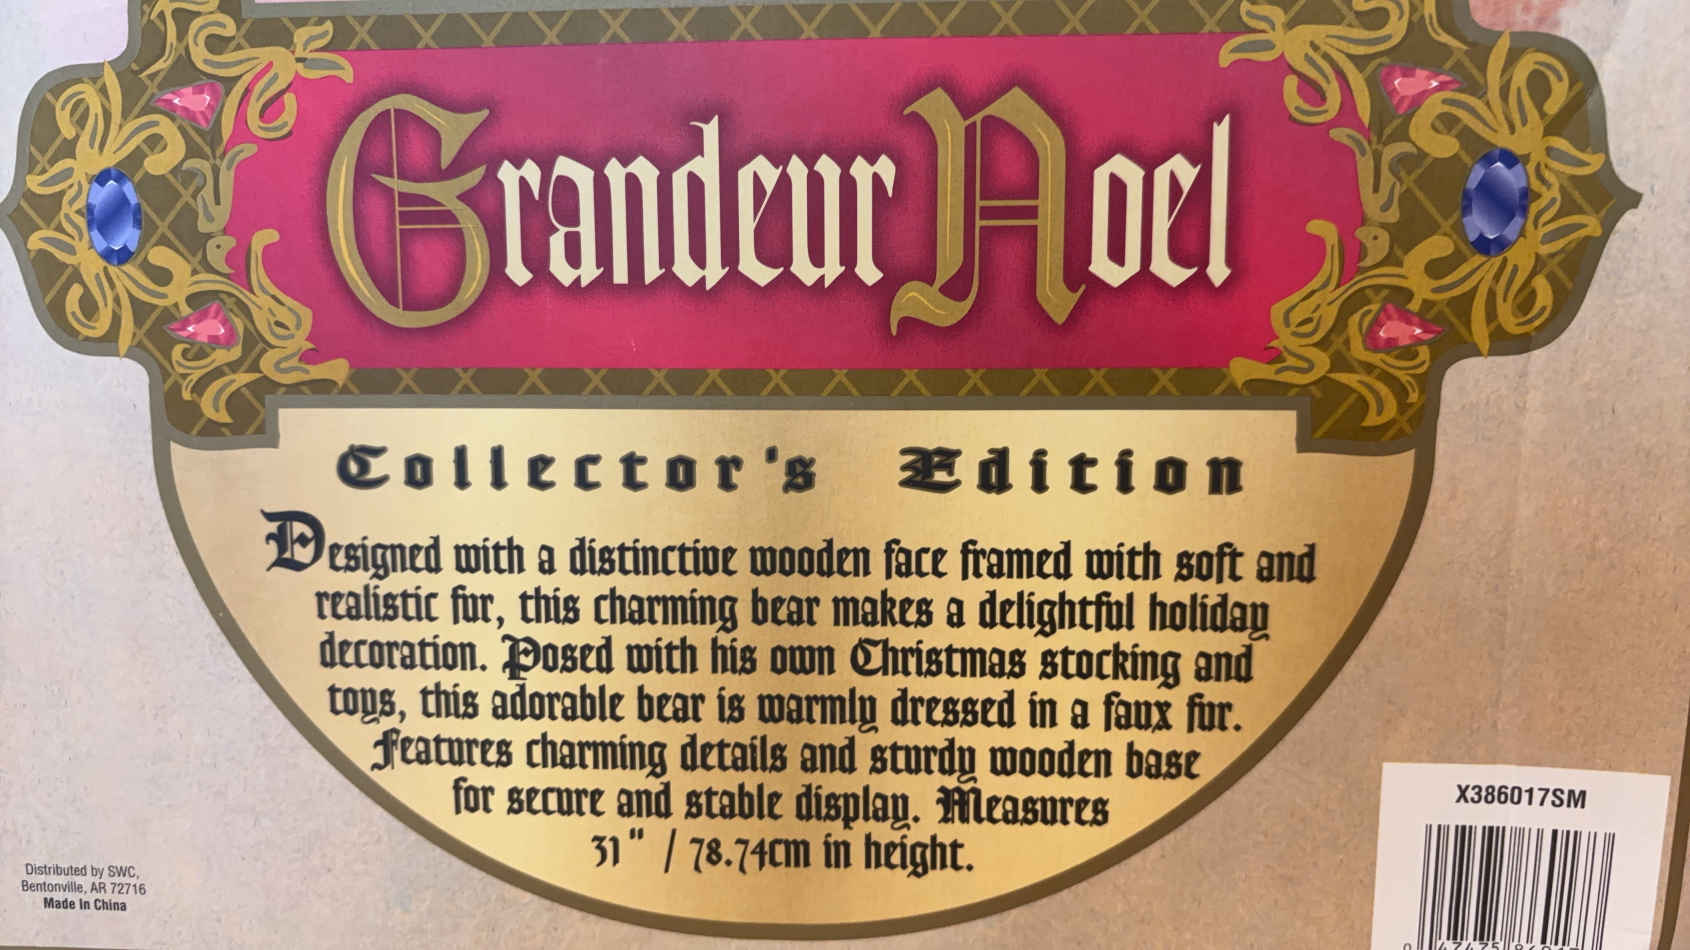 Grandeur Noel
Collector's Edition
Designed with a distinctive wooden face framed with soft and
realistic fur, this charming bear makes a delightful holiday
decoration. Posed with his own Christmas stocking and
toys, this adorable bear is warmly dressed in a faux fur.
Features charming details and sturdy wooden base
for secure and stable display. Measures
31" / 78.74cm in height.
Distributed by SWC,
Bentonville, AR 72716
Made In China
X386017SM